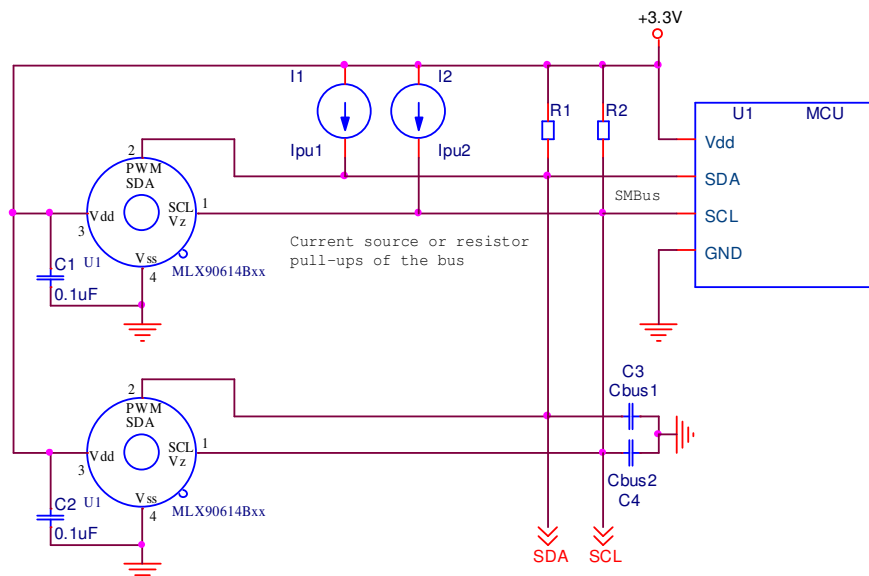 +3.3V
I1
I2
R1
R2
U1 MCU
Ipu1
Ipu2
Vdd
SDA
SCL
GND
SMBus
2
PWM
SDA
SCL
Vz
1
Vdd
3
Vss
4
U1
MLX90614Bxx
C1
0.1uF
Current source or resistor
pull-ups of the bus
2
PWM
SDA
SCL
Vz
1
Vdd
3
Vss
4
U1
MLX90614Bxx
C2
0.1uF
C3
Cbus1
Cbus2
C4
SDA
SCL